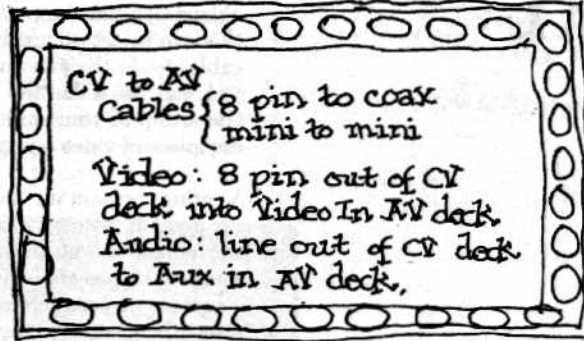 CV to AV
Cables { 8 pin to coax
mini to mini
Video: 8 pin out of CV
deck into Video In AV deck
Audio: line out of CV deck
to Aux in AV deck.